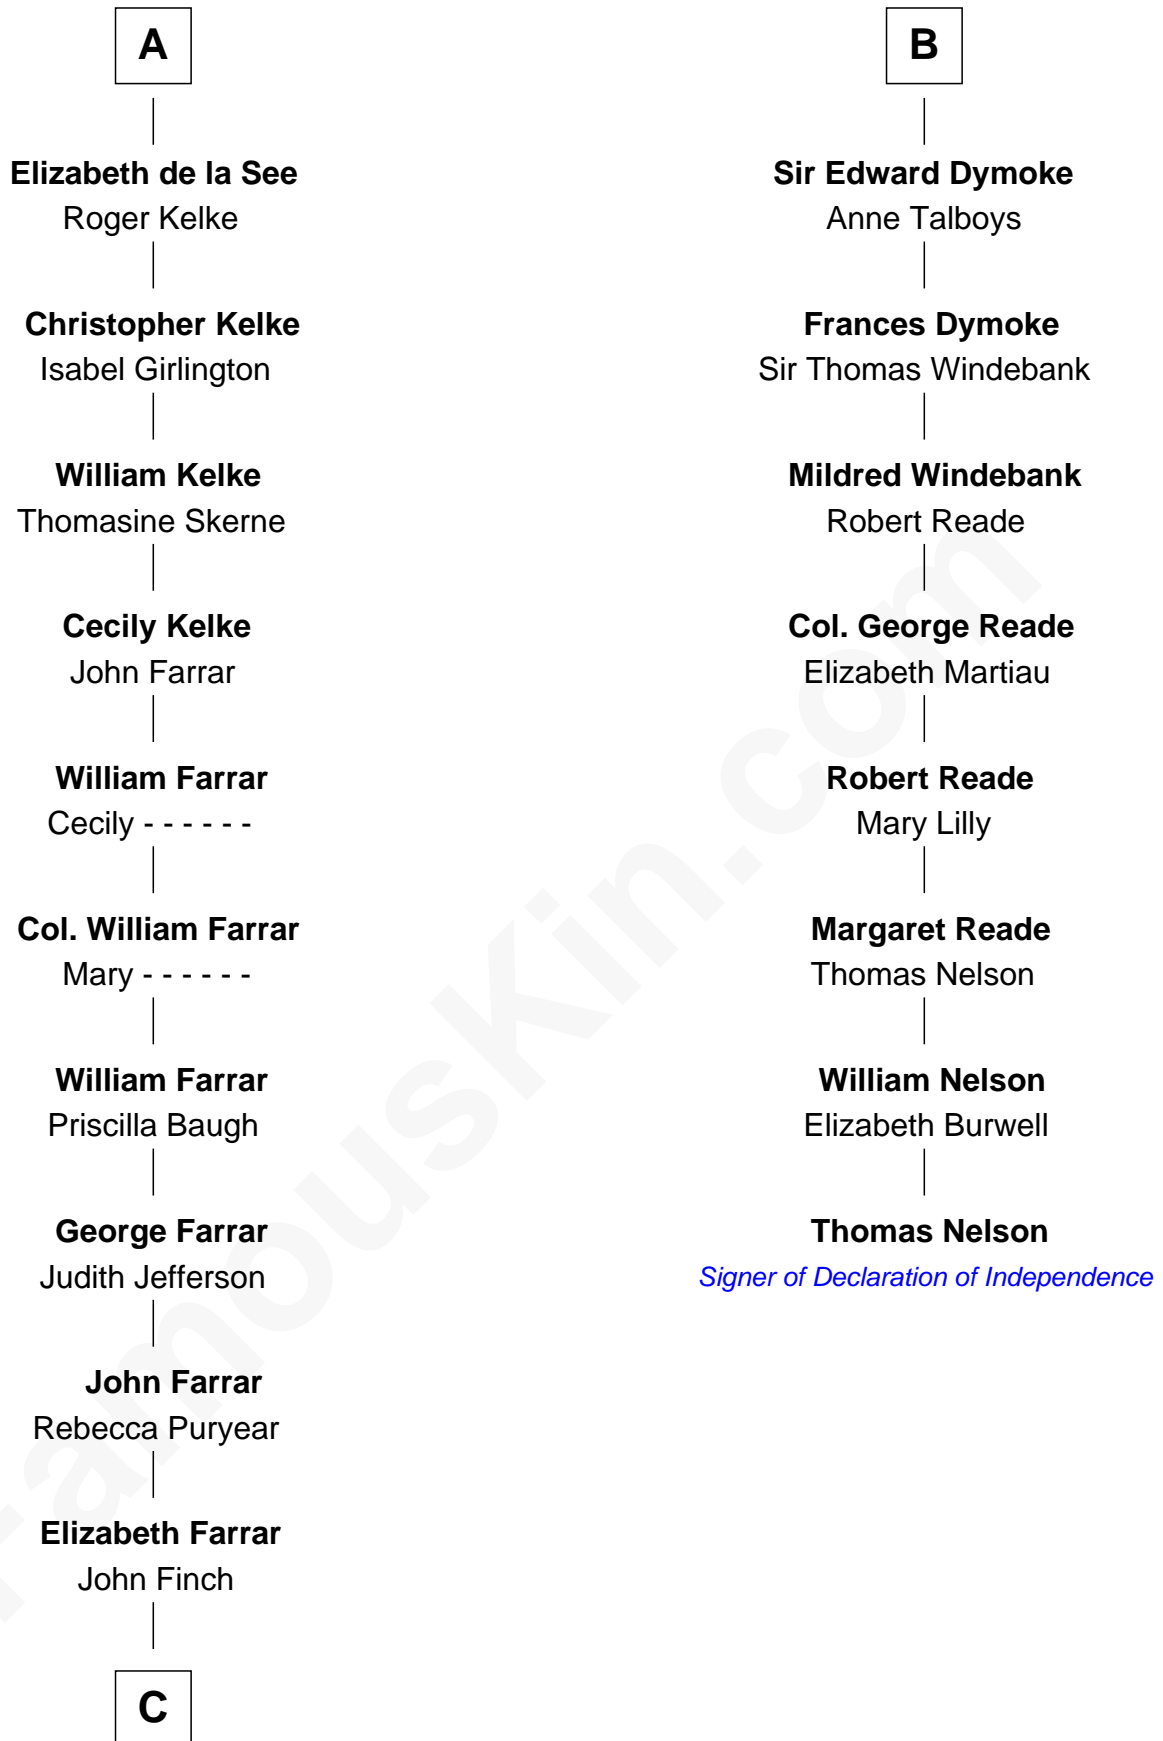 A
Elizabeth de la See
Roger Kelke
Christopher Kelke
Isabel Girlington
William Kelke
Thomasine Skerne
Cecily Kelke
John Farrar
William Farrar
Cecily - - - - - -
Col. William Farrar
Mary - - - - - -
William Farrar
Priscilla Baugh
George Farrar
Judith Jefferson
John Farrar
Rebecca Puryear
Elizabeth Farrar
John Finch
C
B
Sir Edward Dymoke
Anne Talboys
Frances Dymoke
Sir Thomas Windebank
Mildred Windebank
Robert Reade
Col. George Reade
Elizabeth Martiau
Robert Reade
Mary Lilly
Margaret Reade
Thomas Nelson
William Nelson
Elizabeth Burwell
Thomas Nelson
Signer of Declaration of Independence
FamousKin.com